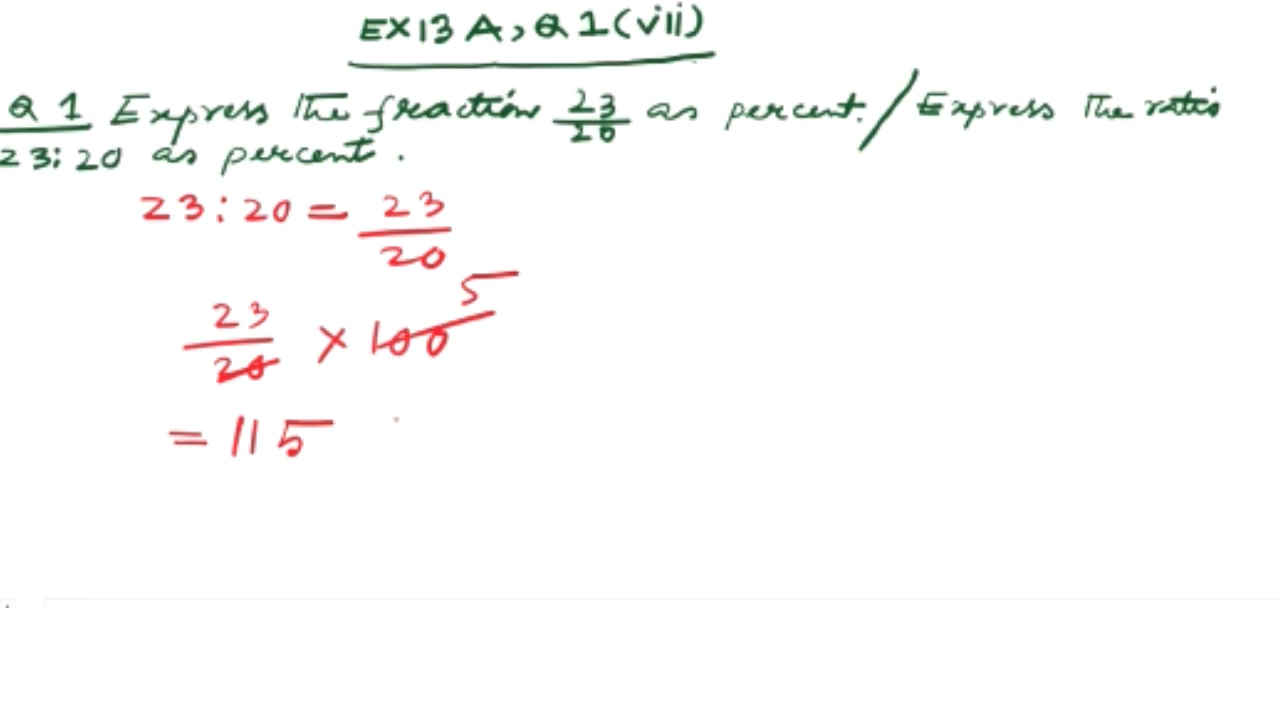 EX13 A, Q1(vii)
Q 1 Express the fraction 23/20 as percent. / Express the ratio
23:20 as percent.
23:20 = 23/20
23/20 × 100 5
= 115